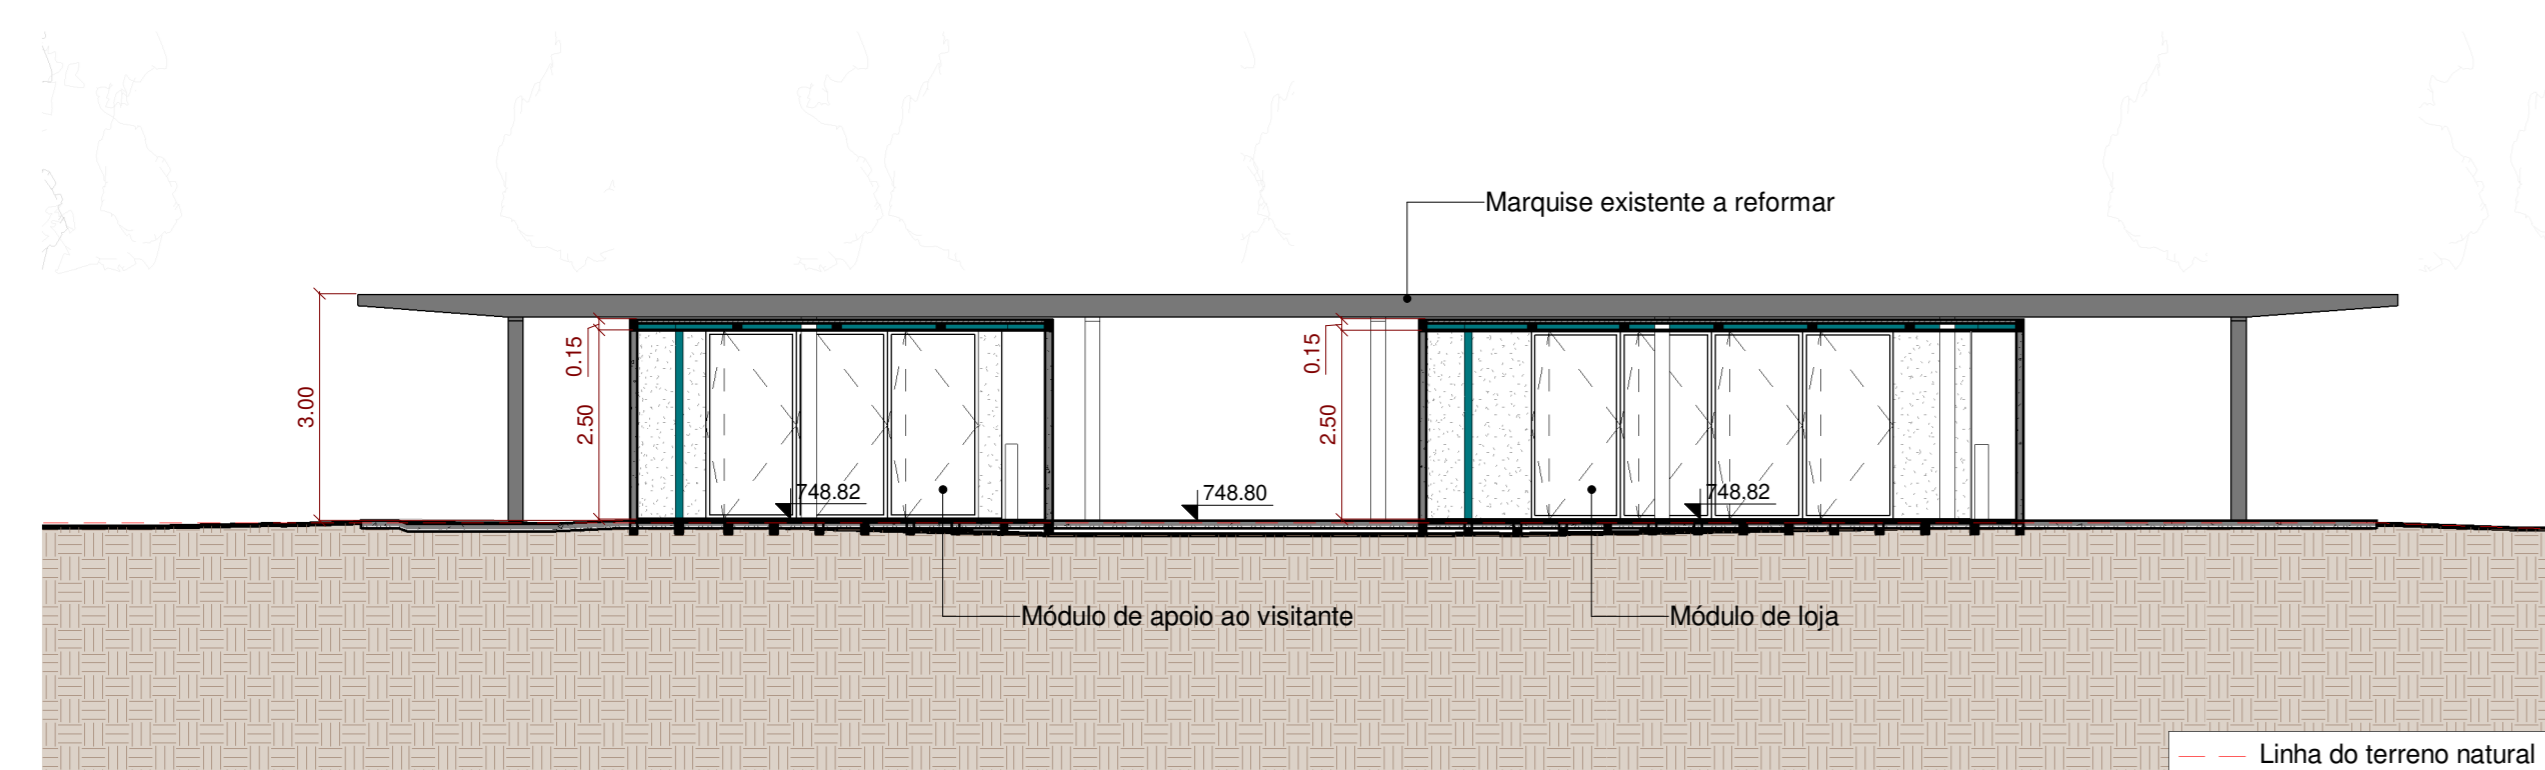 Marquise existente a reformar
3.00
0.15
2.50
0.15
2.50
748.82
748.80
748.82
Módulo de apoio ao visitante
Módulo de loja
Linha do terreno natural